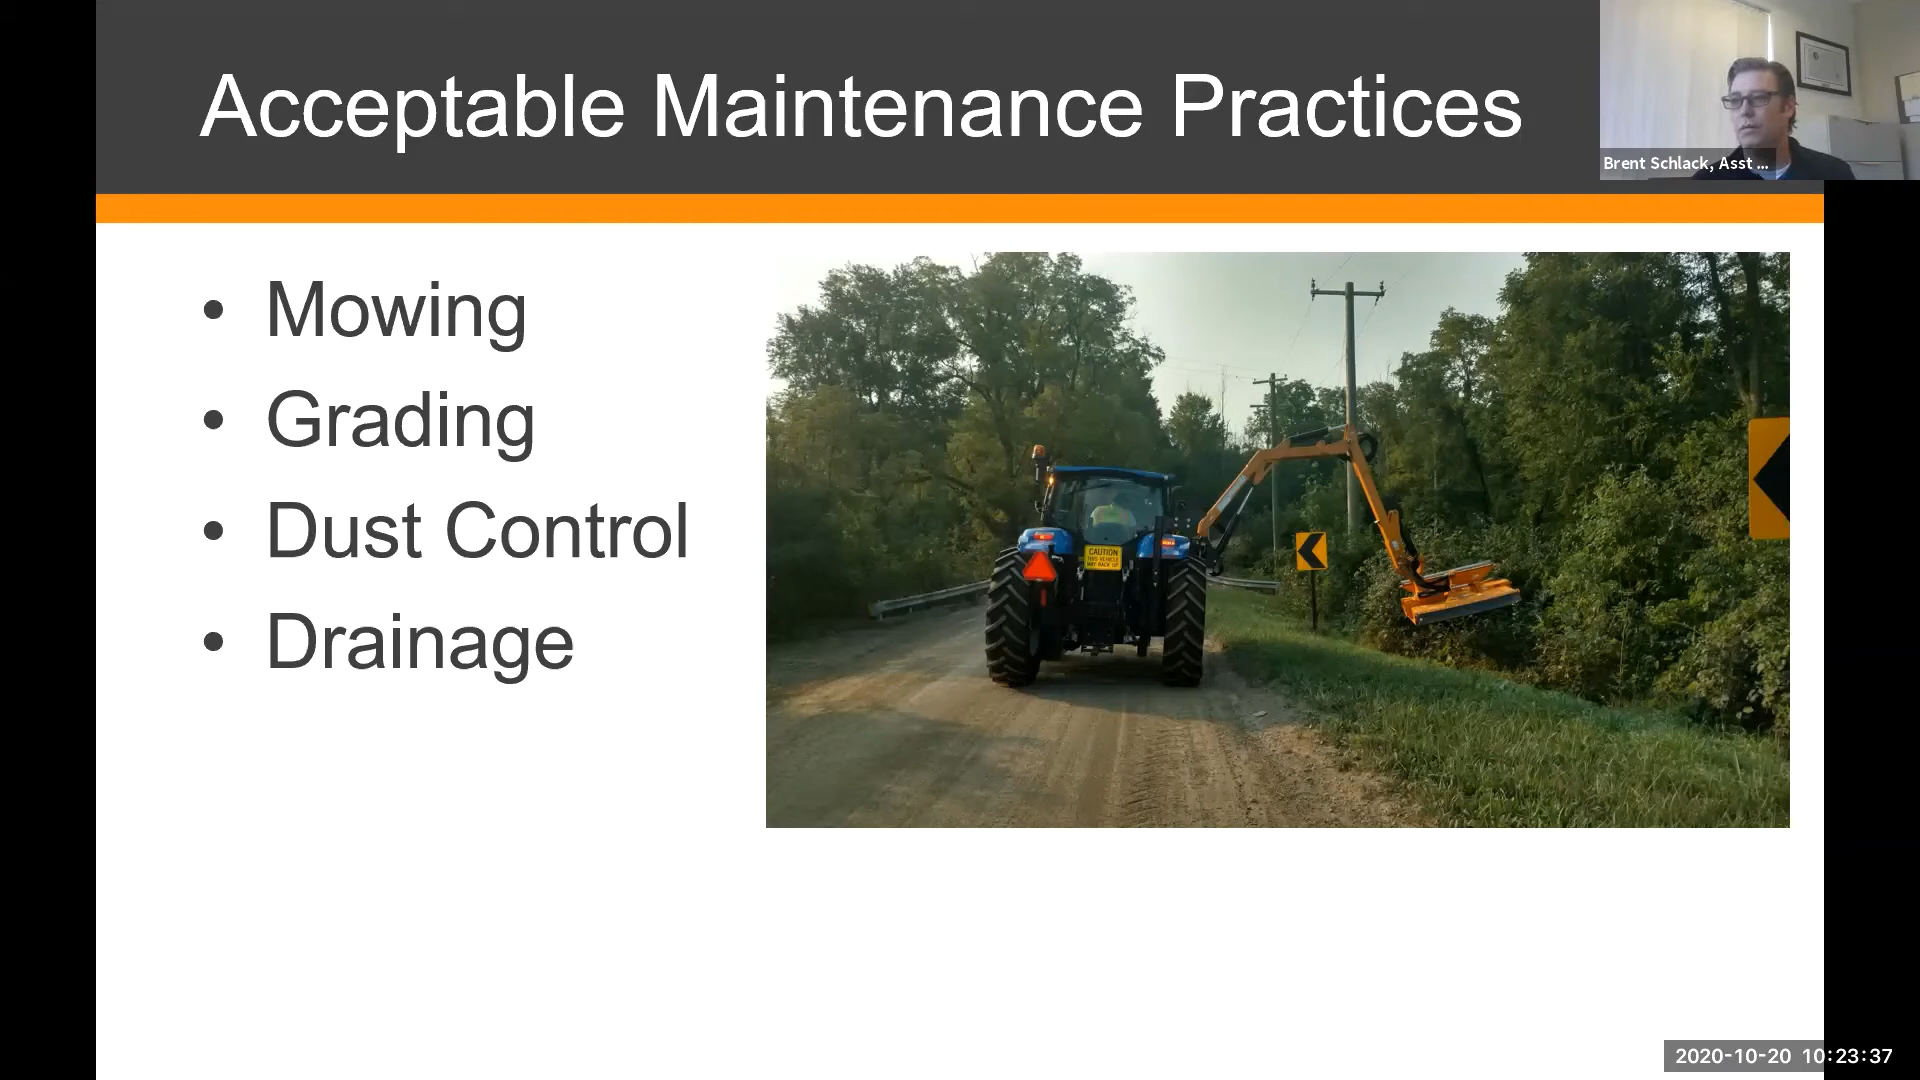 Acceptable Maintenance Practices
Brent Schlack, Asst ...
• Mowing
• Grading
• Dust Control
• Drainage
CAUTION
THIS VEHICLE
MAY BACK UP
2020-10-20 10:23:37